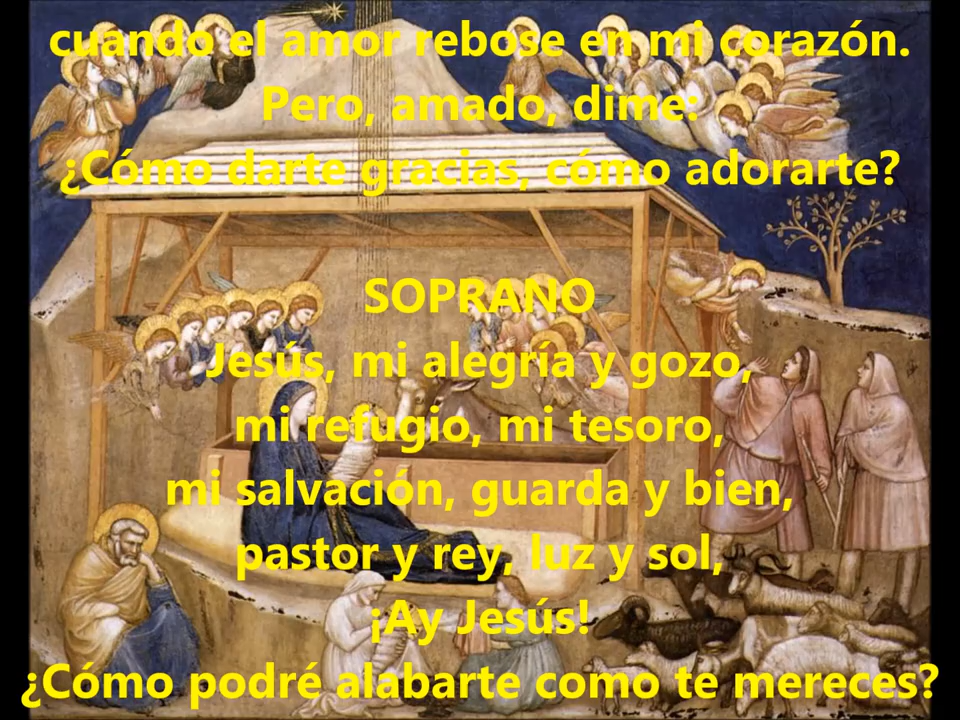 cuando el amor rebose en mi corazón.
Pero, amado, dime:
¿Cómo darte gracias, cómo adorarte?
SOPRANO
Jesús, mi alegría y gozo,
mi refugio, mi tesoro,
mi salvación, guarda y bien,
pastor y rey, luz y sol,
¡Ay Jesús!
¿Cómo podré alabarte como te mereces?